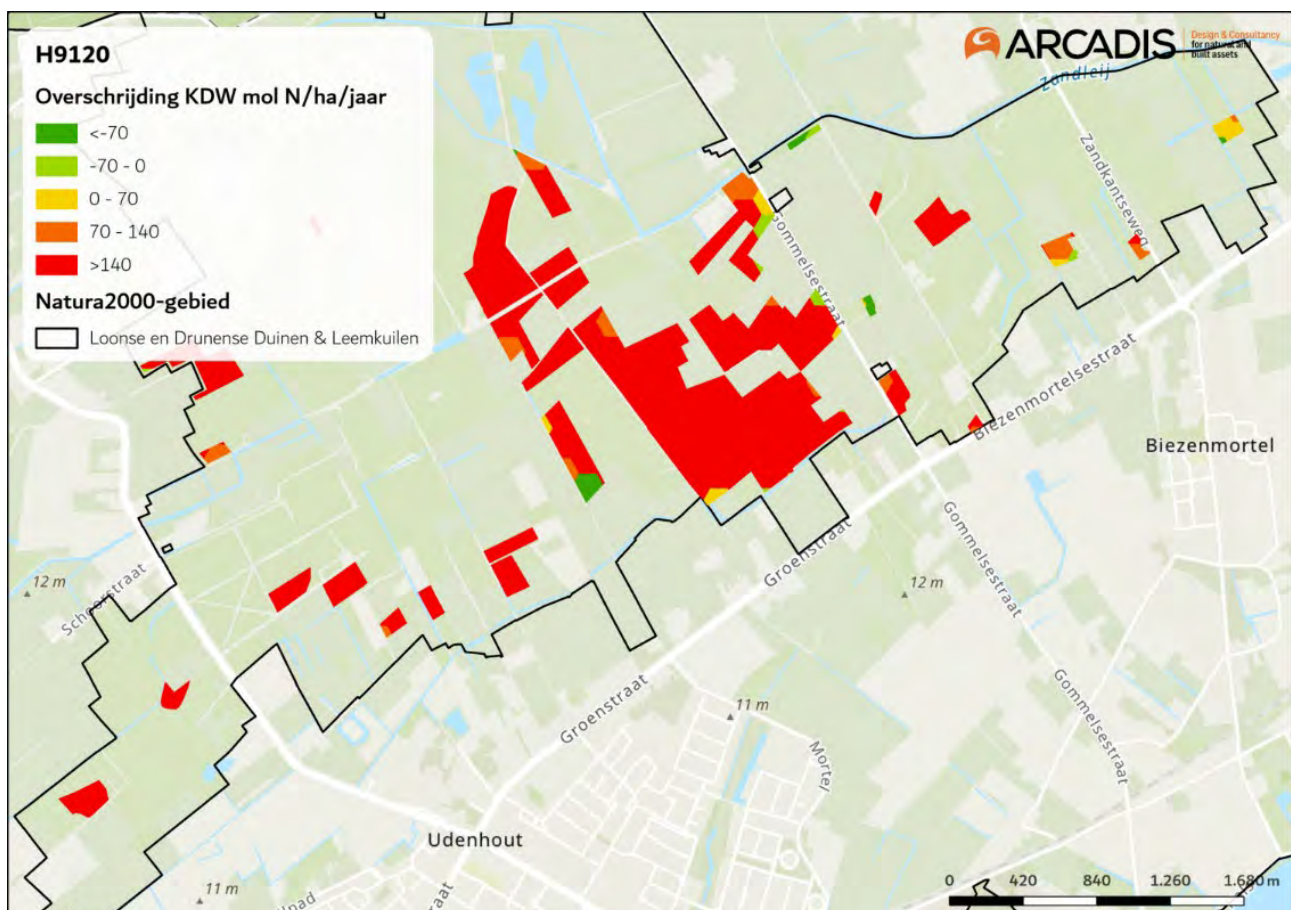 H9120
Overschrijding KDW mol N/ha/jaar
<-70
-70 - 0
0 - 70
70 - 140
>140
Natura2000-gebied
Loonse en Drunense Duinen & Leemkuilen
ARCADIS
Design & Consultancy
for natural and
built assets
Zandleij
Zandkantseweg
Gommelsestraat
Biezenmortelsestraat
Biezenmortel
Gommelsestraat
Groenstraat
12 m
12 m
Schoorstraat
Gommelsestraat
Groenstraat
11 m
Mortel
Udenhout
11 m
0 420 840 1.260 1.680 m